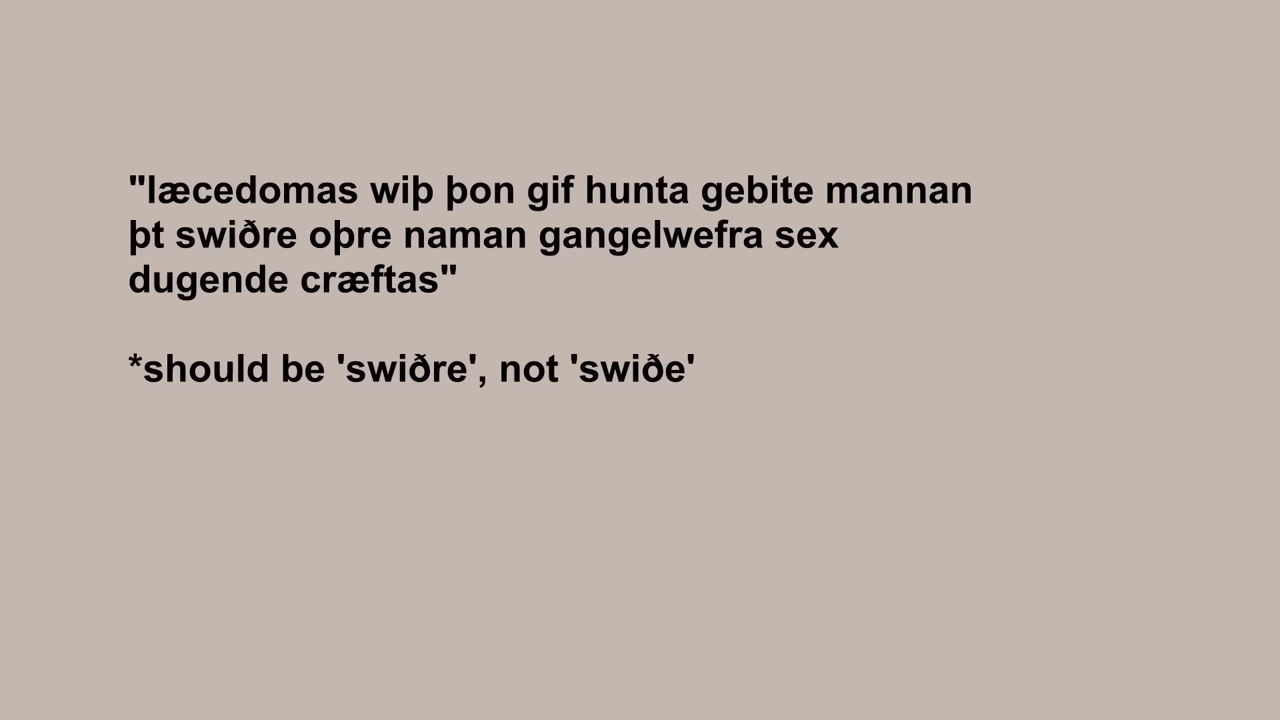 "læcedomas wiþ þon gif hunta gebite mannan
þt swiðre oþre naman gangelwefra sex
dugende cræftas"
*should be 'swiðre', not 'swiðe'